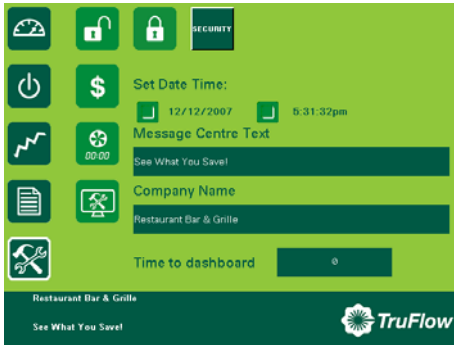 SECURITY
$
Set Date Time:
12/12/2007 5:31:32pm
Message Centre Text
00:00
See What You Save!
Company Name
Restaurant Bar & Grille
Time to dashboard 0
Restaurant Bar & Grille
See What You Save!
TruFlow